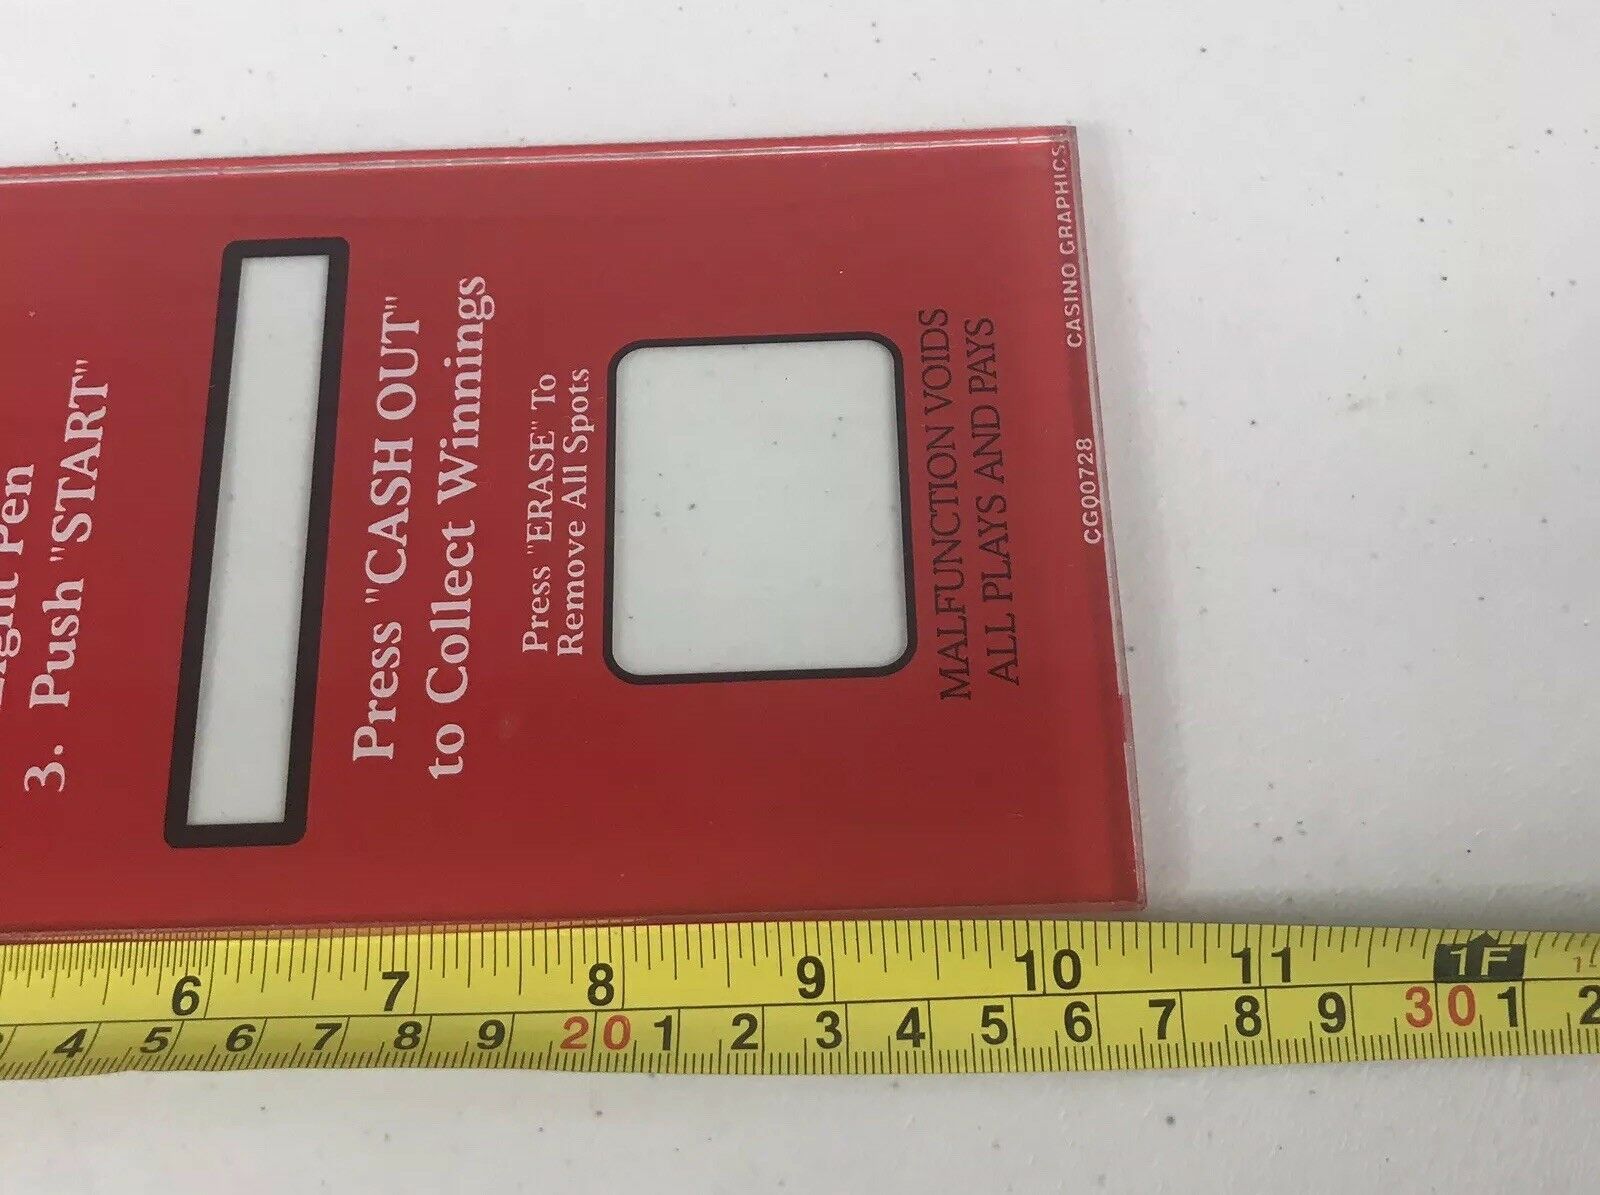 Pen
3. Push "START"
Press "CASH OUT"
to Collect Winnings
Press "ERASE" To
Remove All Spots
MALFUNCTION VOIDS
ALL PLAYS AND PAYS
CG00728 CASINO GRAPHICS
6 7 8 9 10 11 1F
4 5 6 7 8 9 20 1 2 3 4 5 6 7 8 9 30 1 2